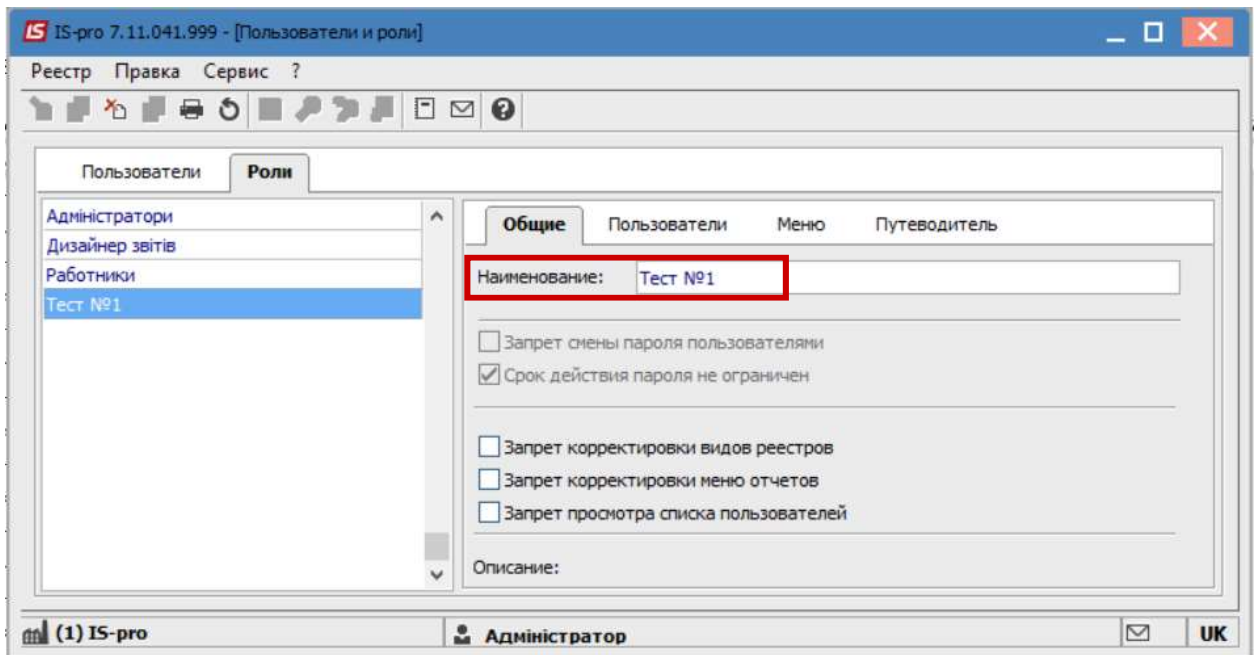 IS IS-pro 7.11.041.999 - [Пользователи и роли]
Реестр Правка Сервис ?
Пользователи Роли
Адміністратори
Дизайнер звітів
Работники
Тест №1
Общие Пользователи Меню Путеводитель
Наименование: Тест №1
Запрет смены пароля пользователями
Срок действия пароля не ограничен
Запрет корректировки видов реестров
Запрет корректировки меню отчетов
Запрет просмотра списка пользователей
Описание:
(1) IS-pro Адміністратор UK